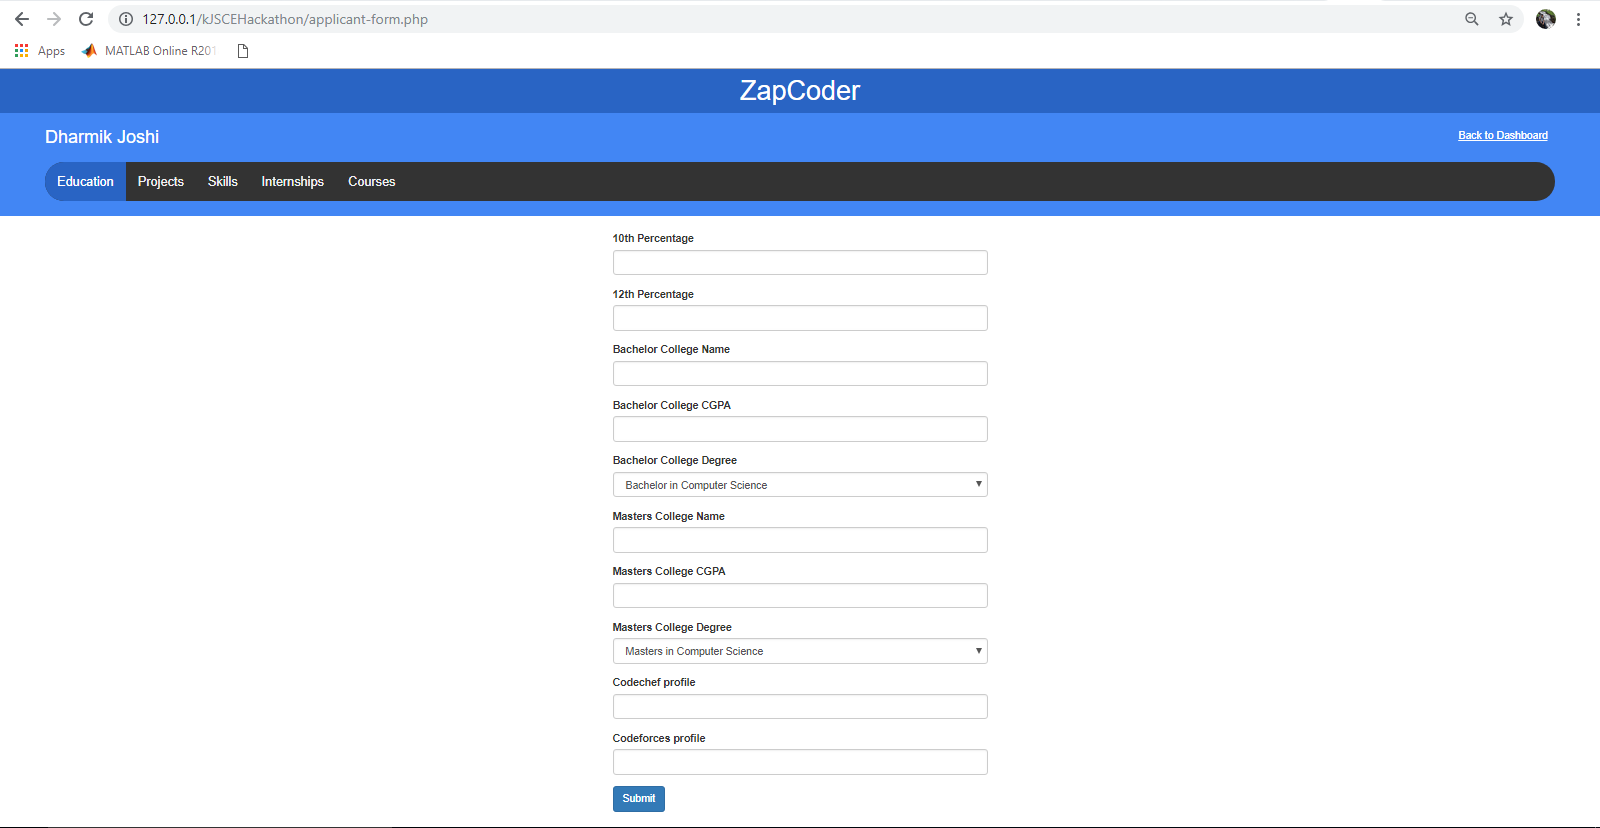 127.0.0.1/kJSCEHackathon/applicant-form.php
Apps MATLAB Online R201
ZapCoder
Dharmik Joshi
Back to Dashboard
Education Projects Skills Internships Courses
10th Percentage
12th Percentage
Bachelor College Name
Bachelor College CGPA
Bachelor College Degree
Bachelor in Computer Science
Masters College Name
Masters College CGPA
Masters College Degree
Masters in Computer Science
Codechef profile
Codeforces profile
Submit